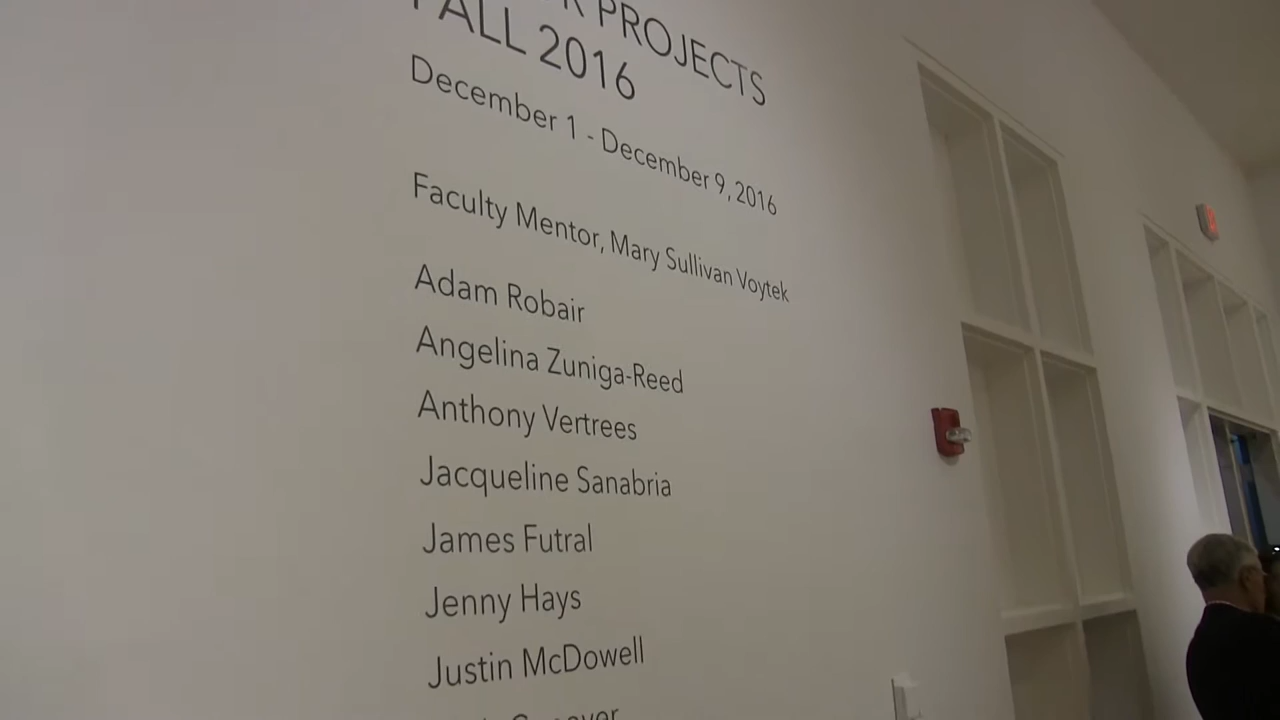 PROJECTS
FALL 2016
December 1 - December 9, 2016
Faculty Mentor, Mary Sullivan Voytek
Adam Robair
Angelina Zuniga-Reed
Anthony Vertrees
Jacqueline Sanabria
James Futral
Jenny Hays
Justin McDowell